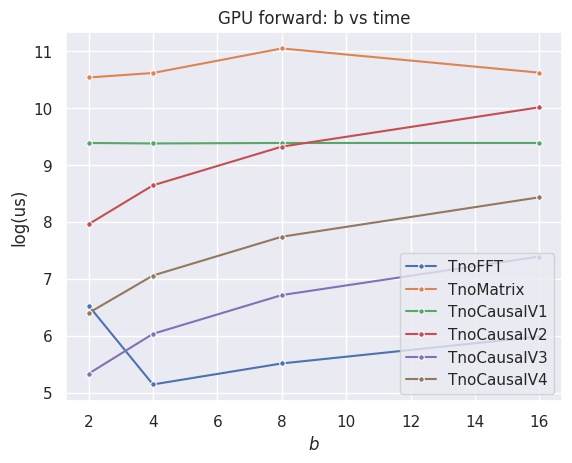 GPU forward: b vs time
log(us)
11
10
9
8
7
6
5
2
4
6
8
10
12
14
16
b
TnoFFT
TnoMatrix
TnoCausalV1
TnoCausalV2
TnoCausalV3
TnoCausalV4